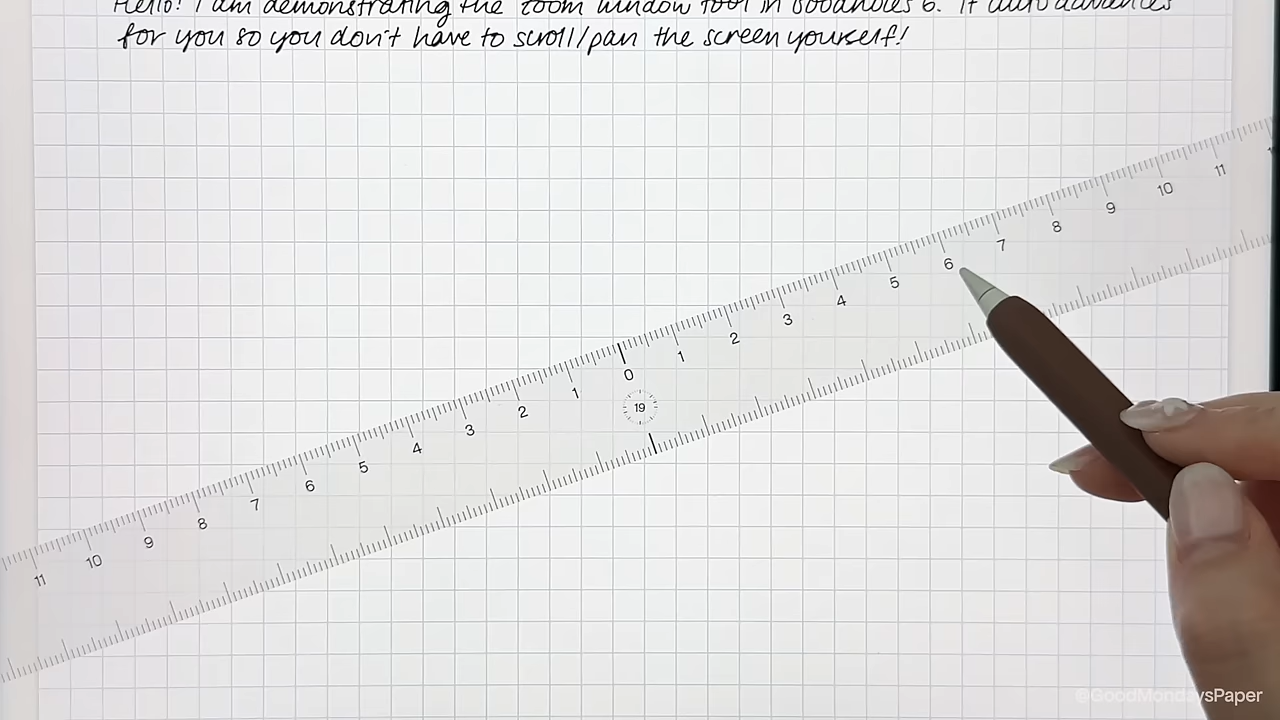 Hello! I am demonstrating the zoom window tool in Goodnotes 6. It auto advances
for you so you don't have to scroll/pan the screen yourself!
11 10 9 8 7 6 5 4 3 2 1 0 1 2 3 4 5 6 7 8 9 10 11
19
@GoodMondaysPaper